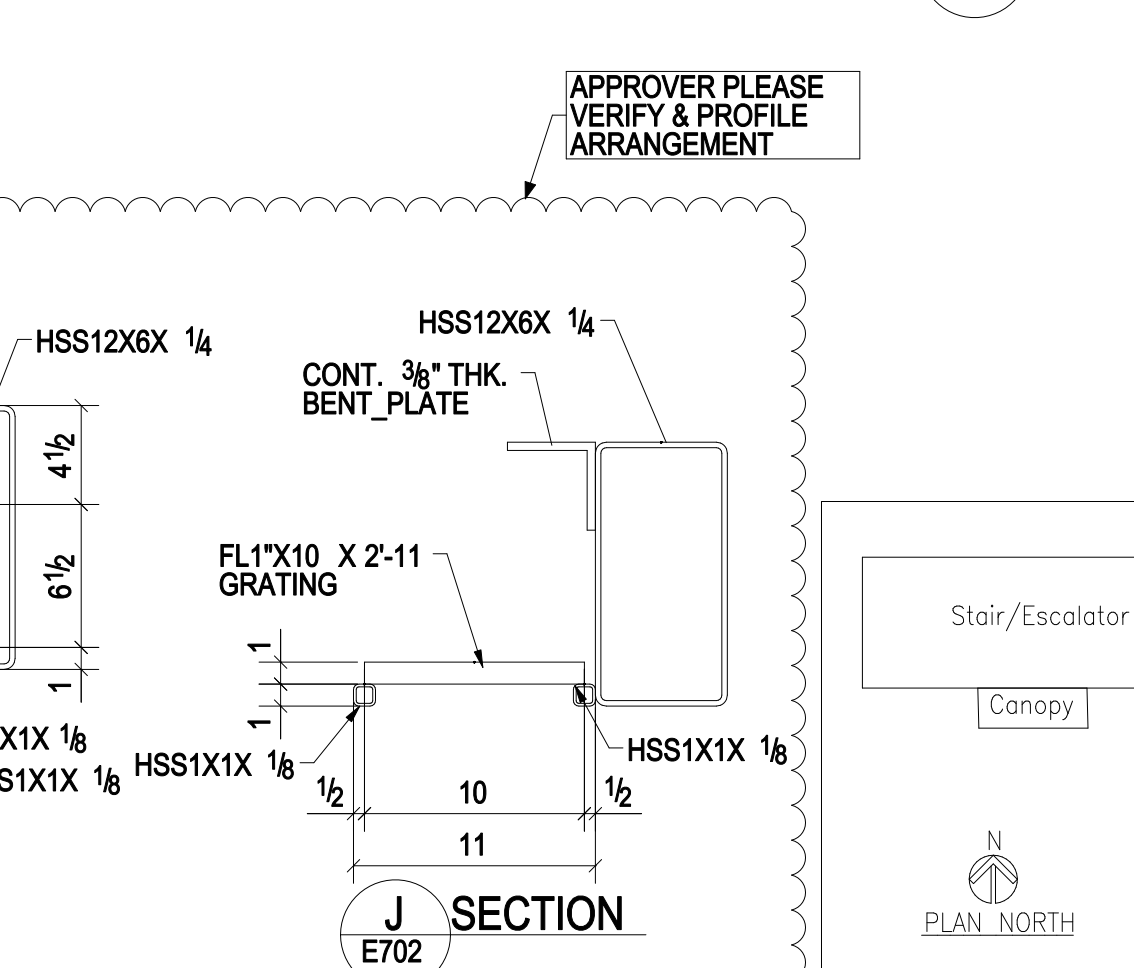 APPROVER PLEASE
VERIFY & PROFILE
ARRANGEMENT
HSS12X6X 1/4
HSS12X6X 1/4
CONT. 3/8" THK.
BENT_PLATE
4 1/2
6 1/2
1
FL1"X10 X 2'-11
GRATING
1
1
X1X 1/8
S1X1X 1/8
HSS1X1X 1/8
HSS1X1X 1/8
1/2
10
1/2
11
J SECTION
E702
Stair/Escalator
Canopy
N
PLAN NORTH